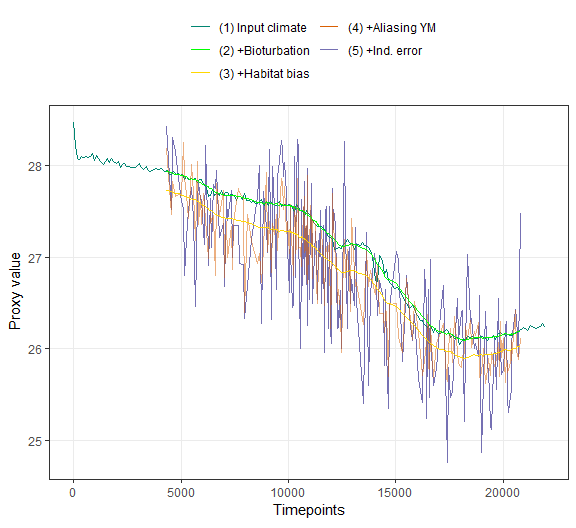 (1) Input climate (4) +Aliasing YM
(2) +Bioturbation (5) +Ind. error
(3) +Habitat bias
28
27
26
25
Proxy value
0 5000 10000 15000 20000
Timepoints